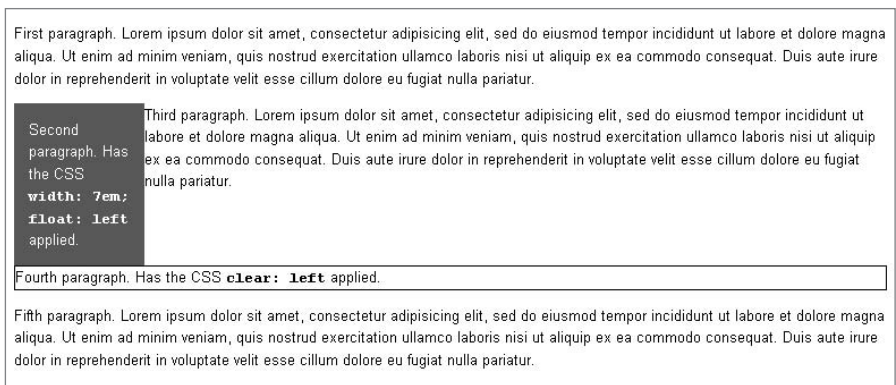 First paragraph. Lorem ipsum dolor sit amet, consectetur adipisicing elit, sed do eiusmod tempor incididunt ut labore et dolore magna
aliqua. Ut enim ad minim veniam, quis nostrud exercitation ullamco laboris nisi ut aliquip ex ea commodo consequat. Duis aute irure
dolor in reprehenderit in voluptate velit esse cillum dolore eu fugiat nulla pariatur.
Second
paragraph. Has
the CSS
width: 7em;
float: left
applied.
Third paragraph. Lorem ipsum dolor sit amet, consectetur adipisicing elit, sed do eiusmod tempor incididunt ut
labore et dolore magna aliqua. Ut enim ad minim veniam, quis nostrud exercitation ullamco laboris nisi ut aliquip
ex ea commodo consequat. Duis aute irure dolor in reprehenderit in voluptate velit esse cillum dolore eu fugiat
nulla pariatur.
Fourth paragraph. Has the CSS clear: left applied.
Fifth paragraph. Lorem ipsum dolor sit amet, consectetur adipisicing elit, sed do eiusmod tempor incididunt ut labore et dolore magna
aliqua. Ut enim ad minim veniam, quis nostrud exercitation ullamco laboris nisi ut aliquip ex ea commodo consequat. Duis aute irure
dolor in reprehenderit in voluptate velit esse cillum dolore eu fugiat nulla pariatur.